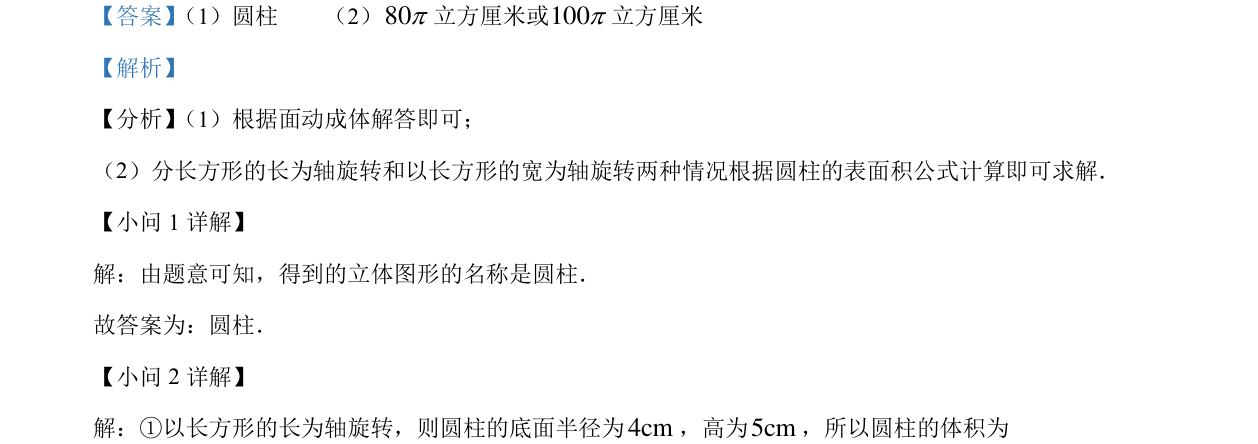 【答案】（1）圆柱　　（2）80π 立方厘米或100π 立方厘米
【解析】
【分析】（1）根据面动成体解答即可；
（2）分长方形的长为轴旋转和以长方形的宽为轴旋转两种情况根据圆柱的表面积公式计算即可求解．
【小问 1 详解】
解：由题意可知，得到的立体图形的名称是圆柱．
故答案为：圆柱．
【小问 2 详解】
解：①以长方形的长为轴旋转，则圆柱的底面半径为4cm，高为5cm，所以圆柱的体积为